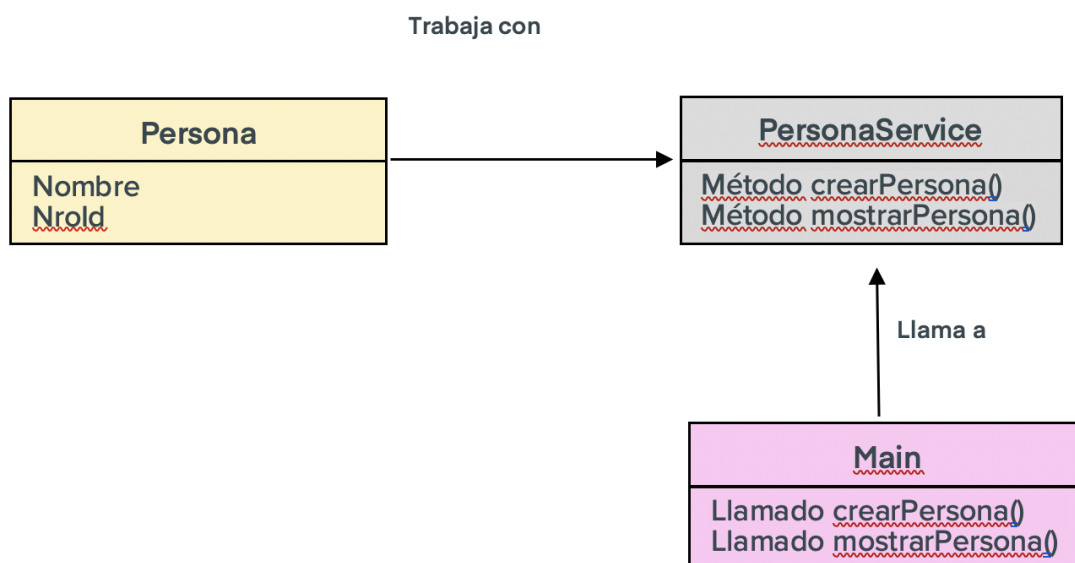 Trabaja con
Persona
Nombre
NroId
PersonaService
Método crearPersona()
Método mostrarPersona()
Llama a
Main
Llamado crearPersona()
Llamado mostrarPersona()